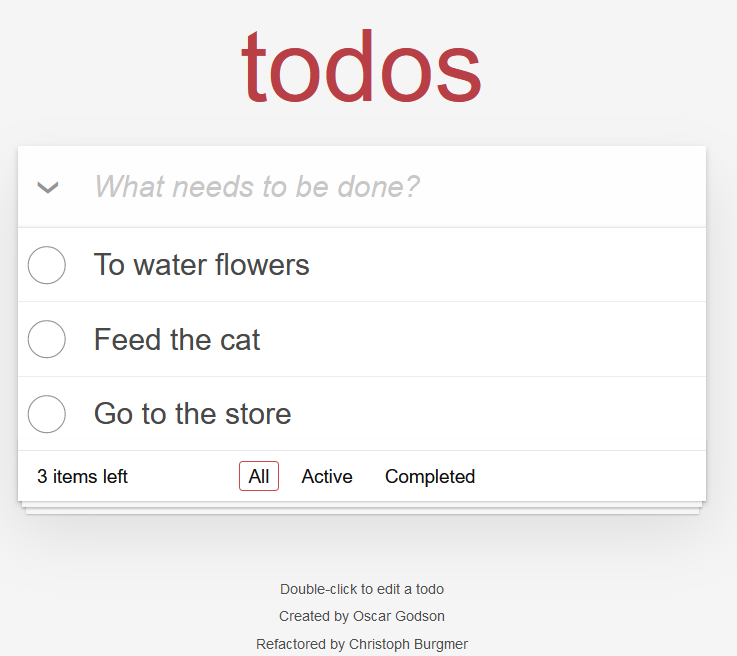 todos
What needs to be done?
To water flowers
Feed the cat
Go to the store
3 items left All Active Completed
Double-click to edit a todo
Created by Oscar Godson
Refactored by Christoph Burgmer